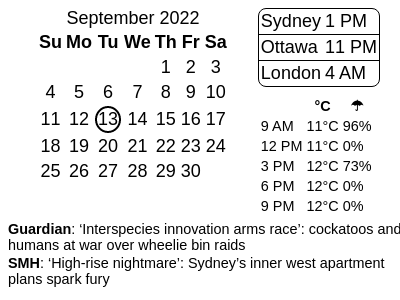 September 2022
Su Mo Tu We Th Fr Sa
1 2 3
4 5 6 7 8 9 10
11 12 13 14 15 16 17
18 19 20 21 22 23 24
25 26 27 28 29 30
Sydney 1 PM
Ottawa 11 PM
London 4 AM
°C ☂
9 AM 11°C 96%
12 PM 11°C 0%
3 PM 12°C 73%
6 PM 12°C 0%
9 PM 12°C 0%
Guardian: ‘Interspecies innovation arms race’: cockatoos and
humans at war over wheelie bin raids
SMH: ‘High-rise nightmare’: Sydney’s inner west apartment
plans spark fury